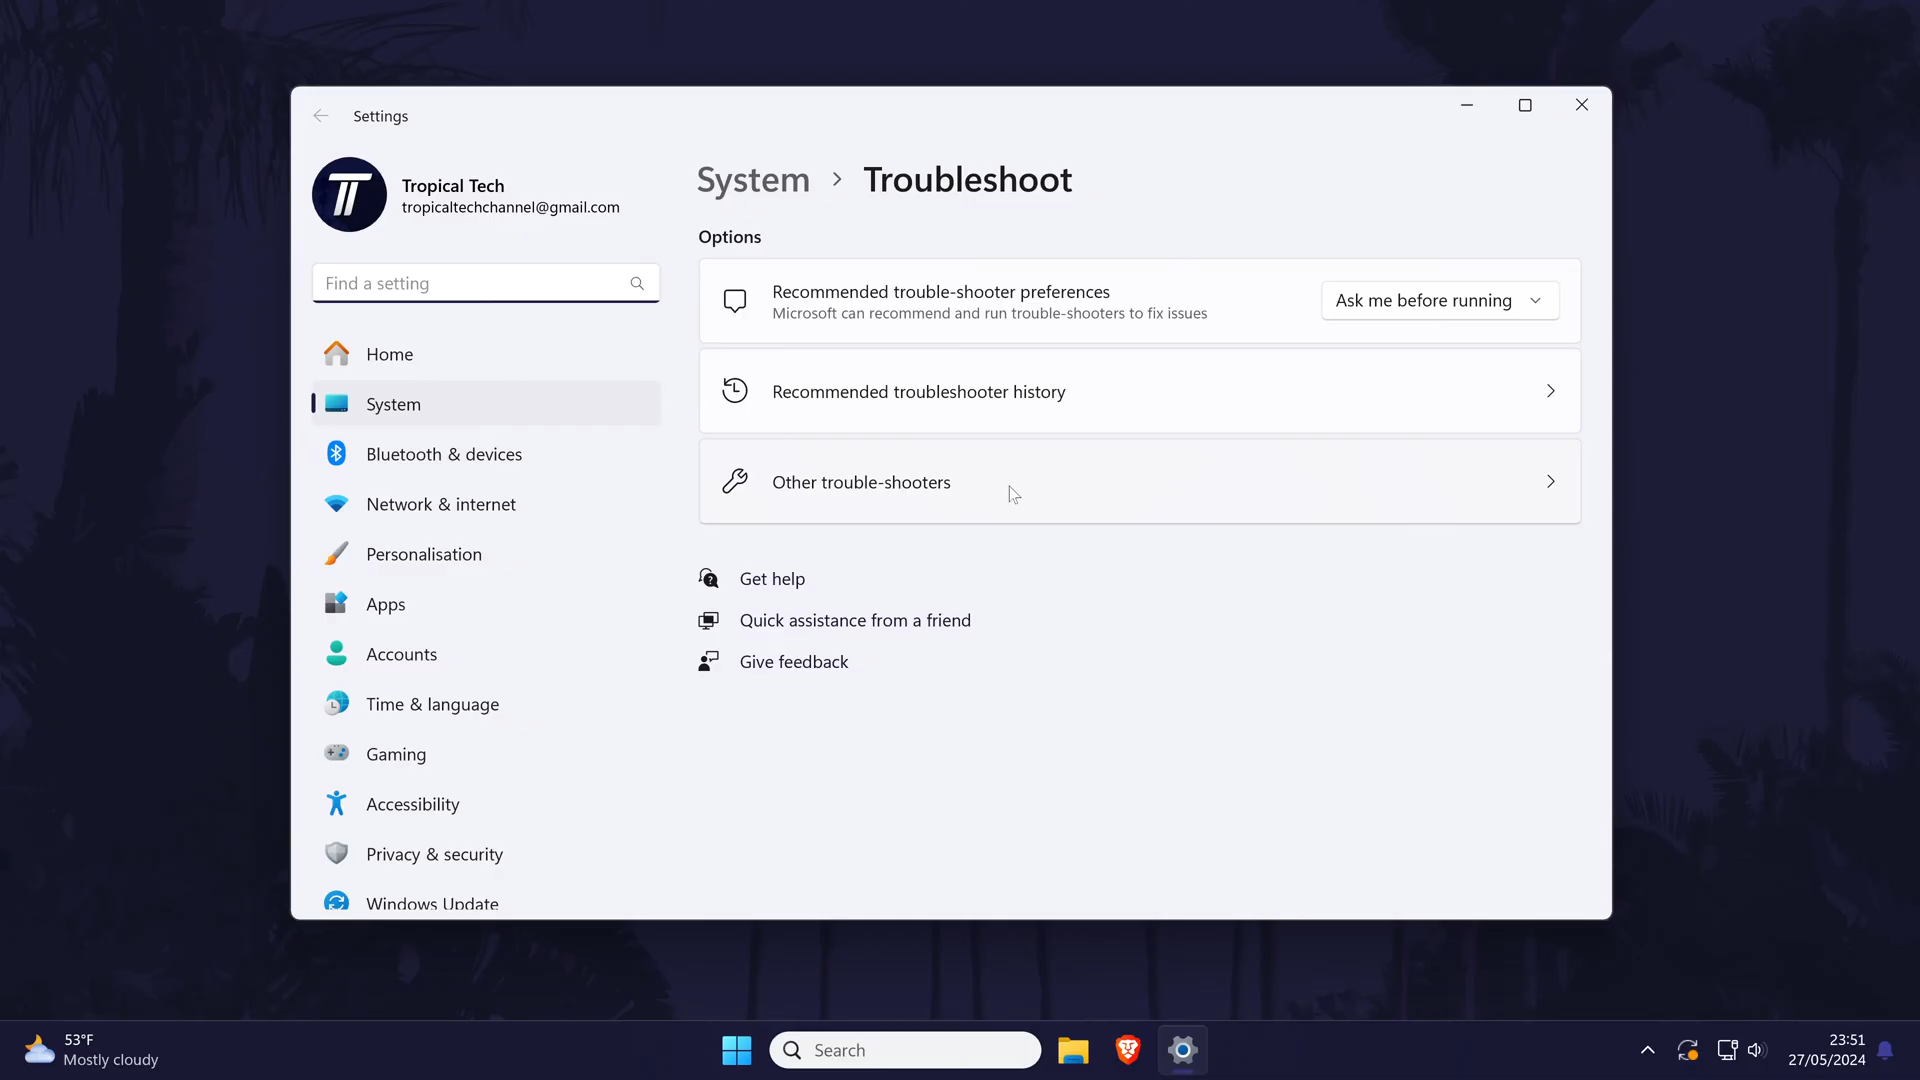 Settings
Tropical Tech
tropicaltechchannel@gmail.com
Find a setting
Home
System
Bluetooth & devices
Network & internet
Personalisation
Apps
Accounts
Time & language
Gaming
Accessibility
Privacy & security
Windows Update
System > Troubleshoot
Options
Recommended trouble-shooter preferences
Microsoft can recommend and run trouble-shooters to fix issues
Ask me before running
Recommended troubleshooter history
Other trouble-shooters
Get help
Quick assistance from a friend
Give feedback
53°F
Mostly cloudy
Search
23:51
27/05/2024